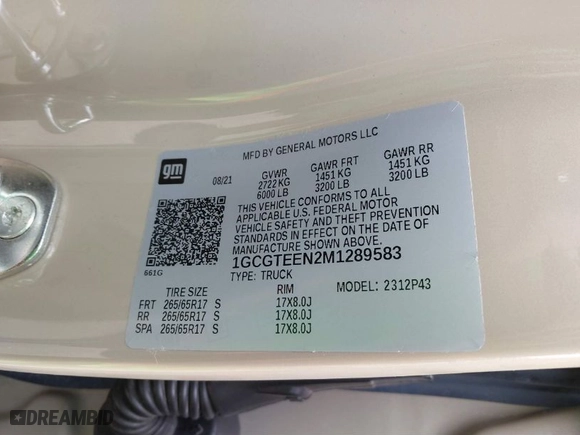 MFD BY GENERAL MOTORS LLC
gm
08/21
GVWR GAWR FRT GAWR RR
2722 KG 1451 KG 1451 KG
6000 LB 3200 LB 3200 LB
THIS VEHICLE CONFORMS TO ALL
APPLICABLE U.S. FEDERAL MOTOR
VEHICLE SAFETY AND THEFT PREVENTION
STANDARDS IN EFFECT ON THE DATE OF
MANUFACTURE SHOWN ABOVE.
661G
1GCGTEEN2M1289583
TYPE: TRUCK
TIRE SIZE RIM MODEL: 2312P43
FRT 265/65R17 S 17X8.0J
RR 265/65R17 S 17X8.0J
SPA 265/65R17 S 17X8.0J
DREAMBID